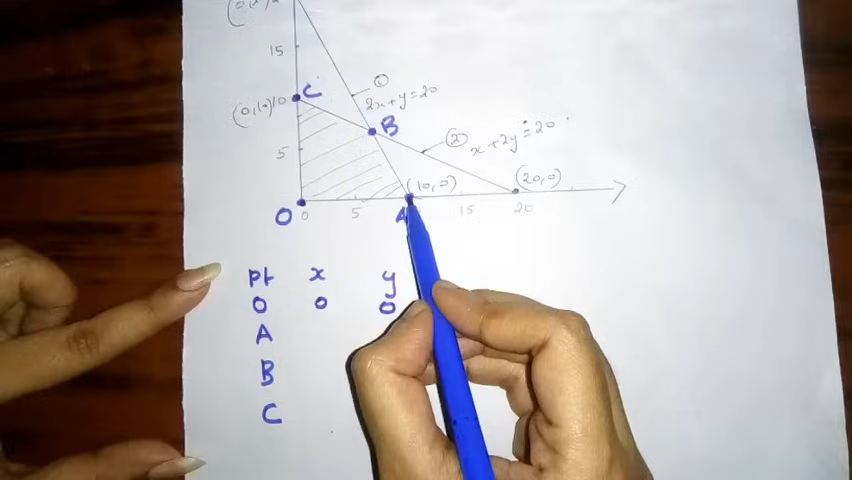 15
C
①
2x+y=20
(0,10) 10
B
② x+2y=20
5
(10,0) (20,0)
O 0 5 A 15 20
pt x y
O 0 0
A
B
C